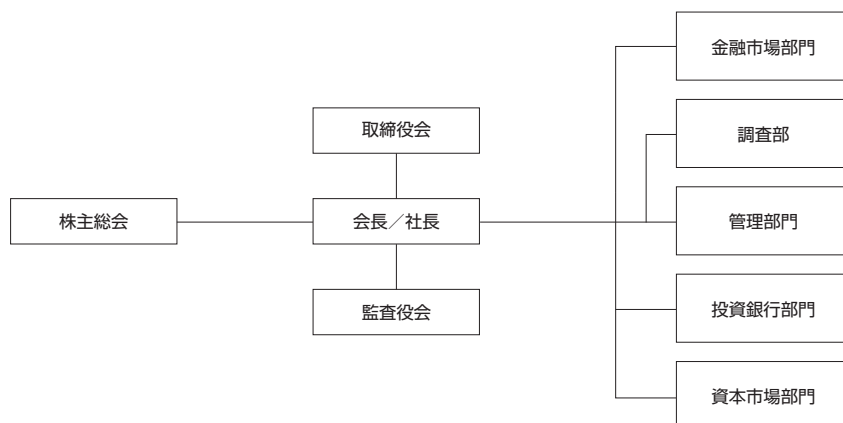 株主総会
取締役会
会長／社長
監査役会
金融市場部門
調査部
管理部門
投資銀行部門
資本市場部門